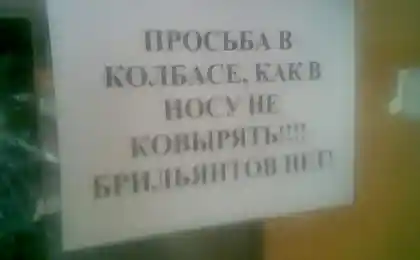 ПРОСЬБА В
КОЛБАСЕ, КАК В
НОСУ НЕ
КОВЫРЯТЬ!!!!
БРИЛЬЯНТОВ НЕТ!